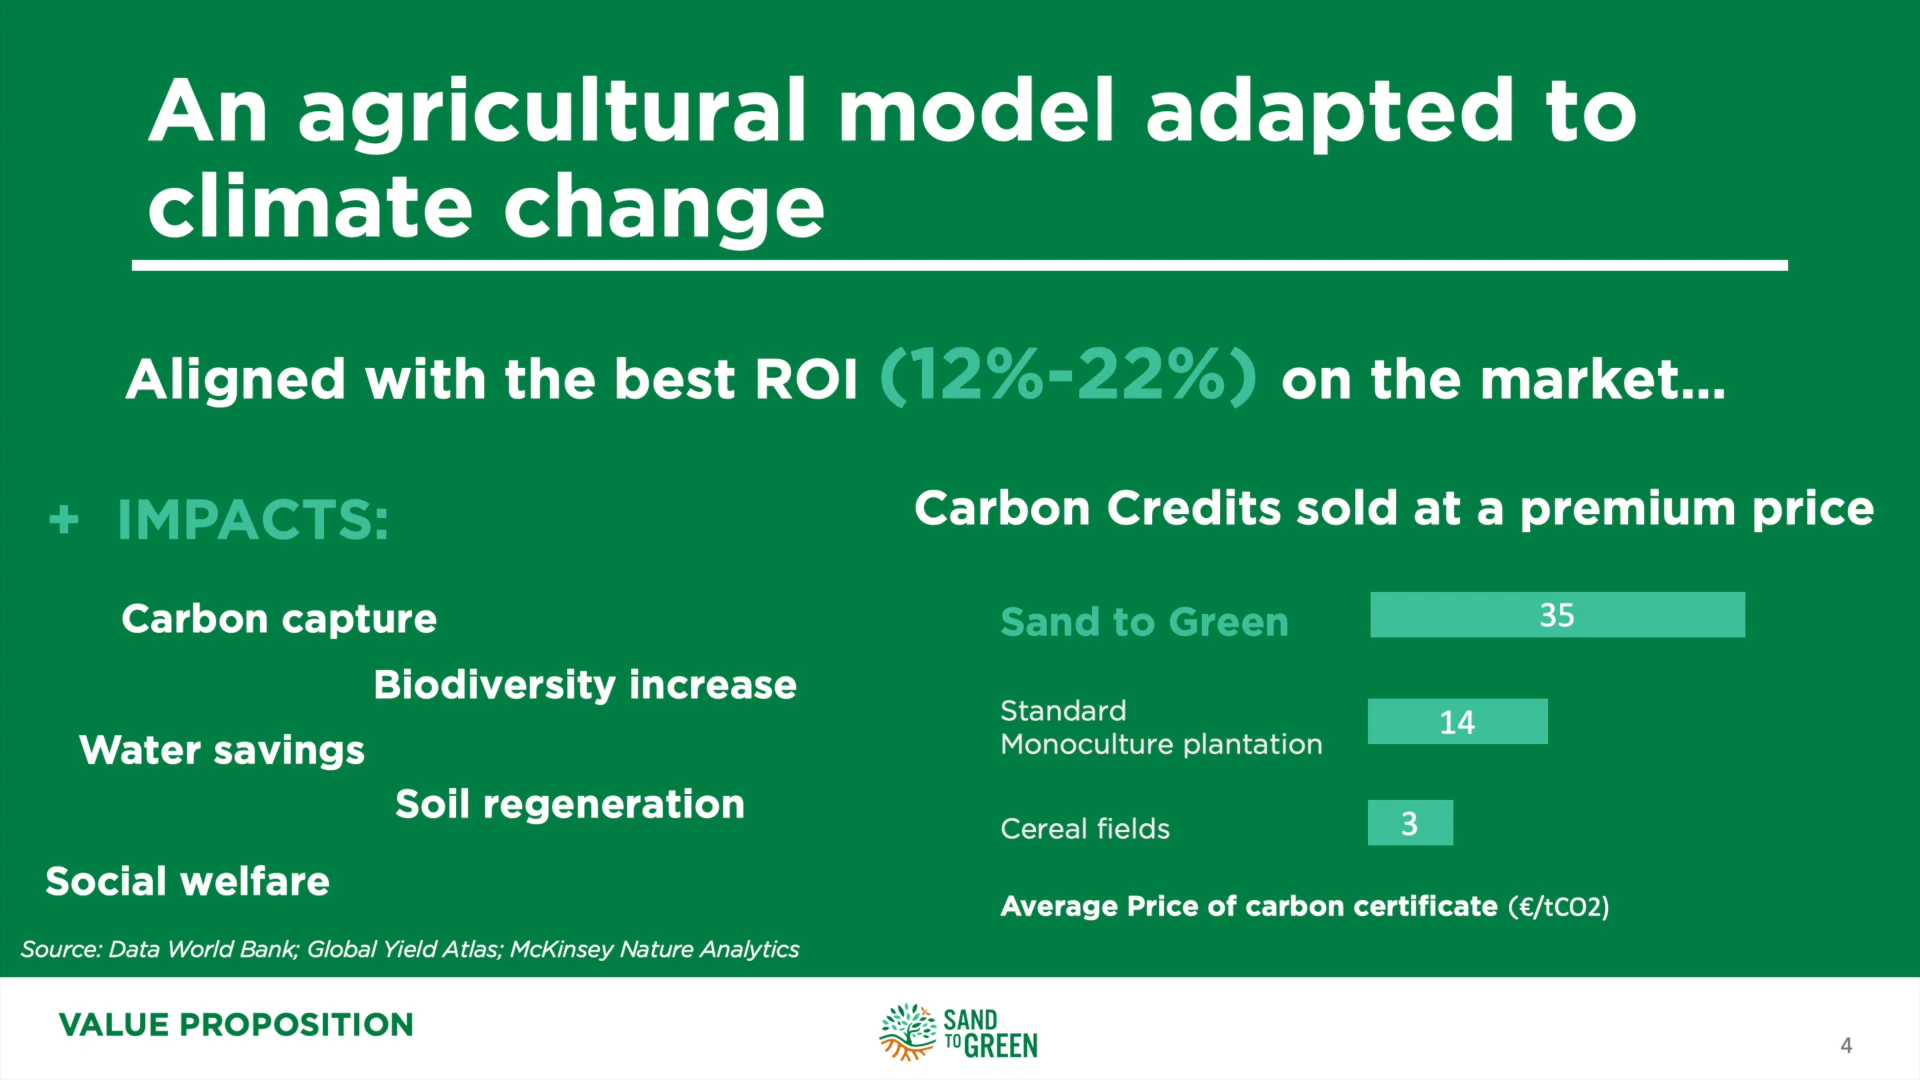 An agricultural model adapted to
climate change
Aligned with the best ROI (12%-22%) on the market...
+ IMPACTS:
Carbon capture
Biodiversity increase
Water savings
Soil regeneration
Social welfare
Carbon Credits sold at a premium price
Sand to Green 35
Standard
Monoculture plantation 14
Cereal fields 3
Average Price of carbon certificate (€/tCO2)
Source: Data World Bank; Global Yield Atlas; McKinsey Nature Analytics
VALUE PROPOSITION
SAND
TO GREEN
4